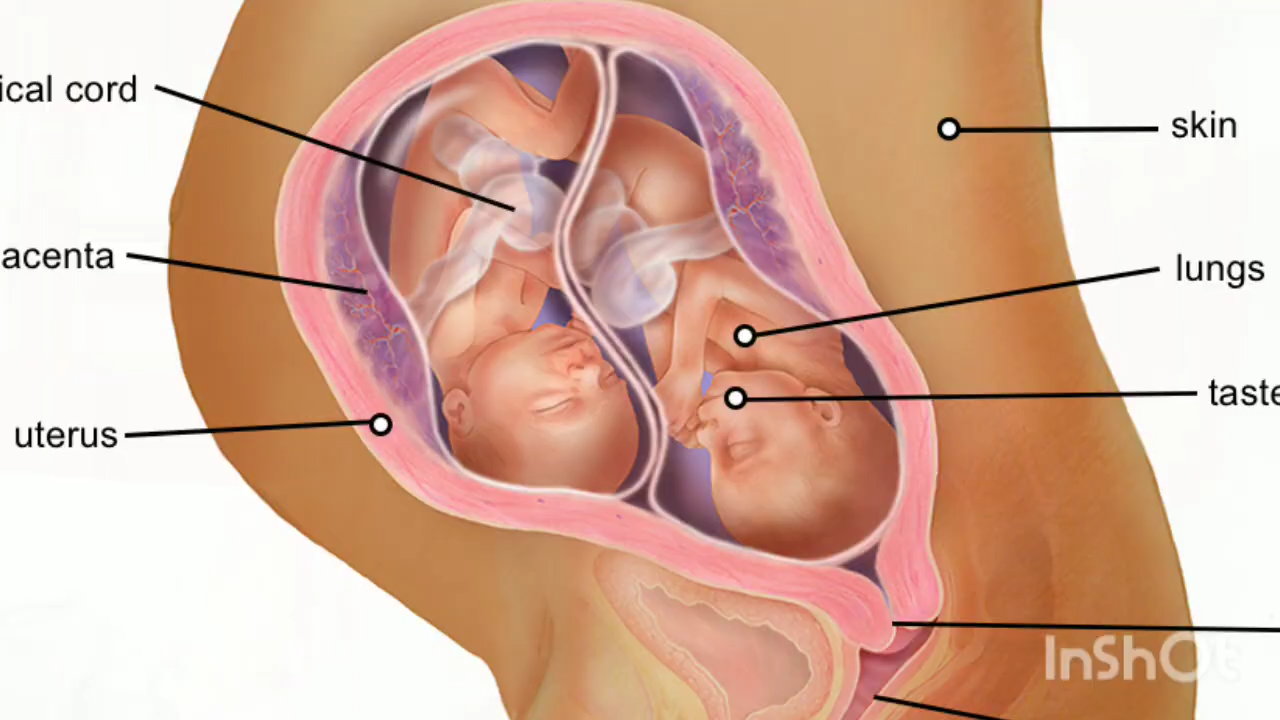 ical cord
skin
acenta
lungs
taste
uterus
InShOt